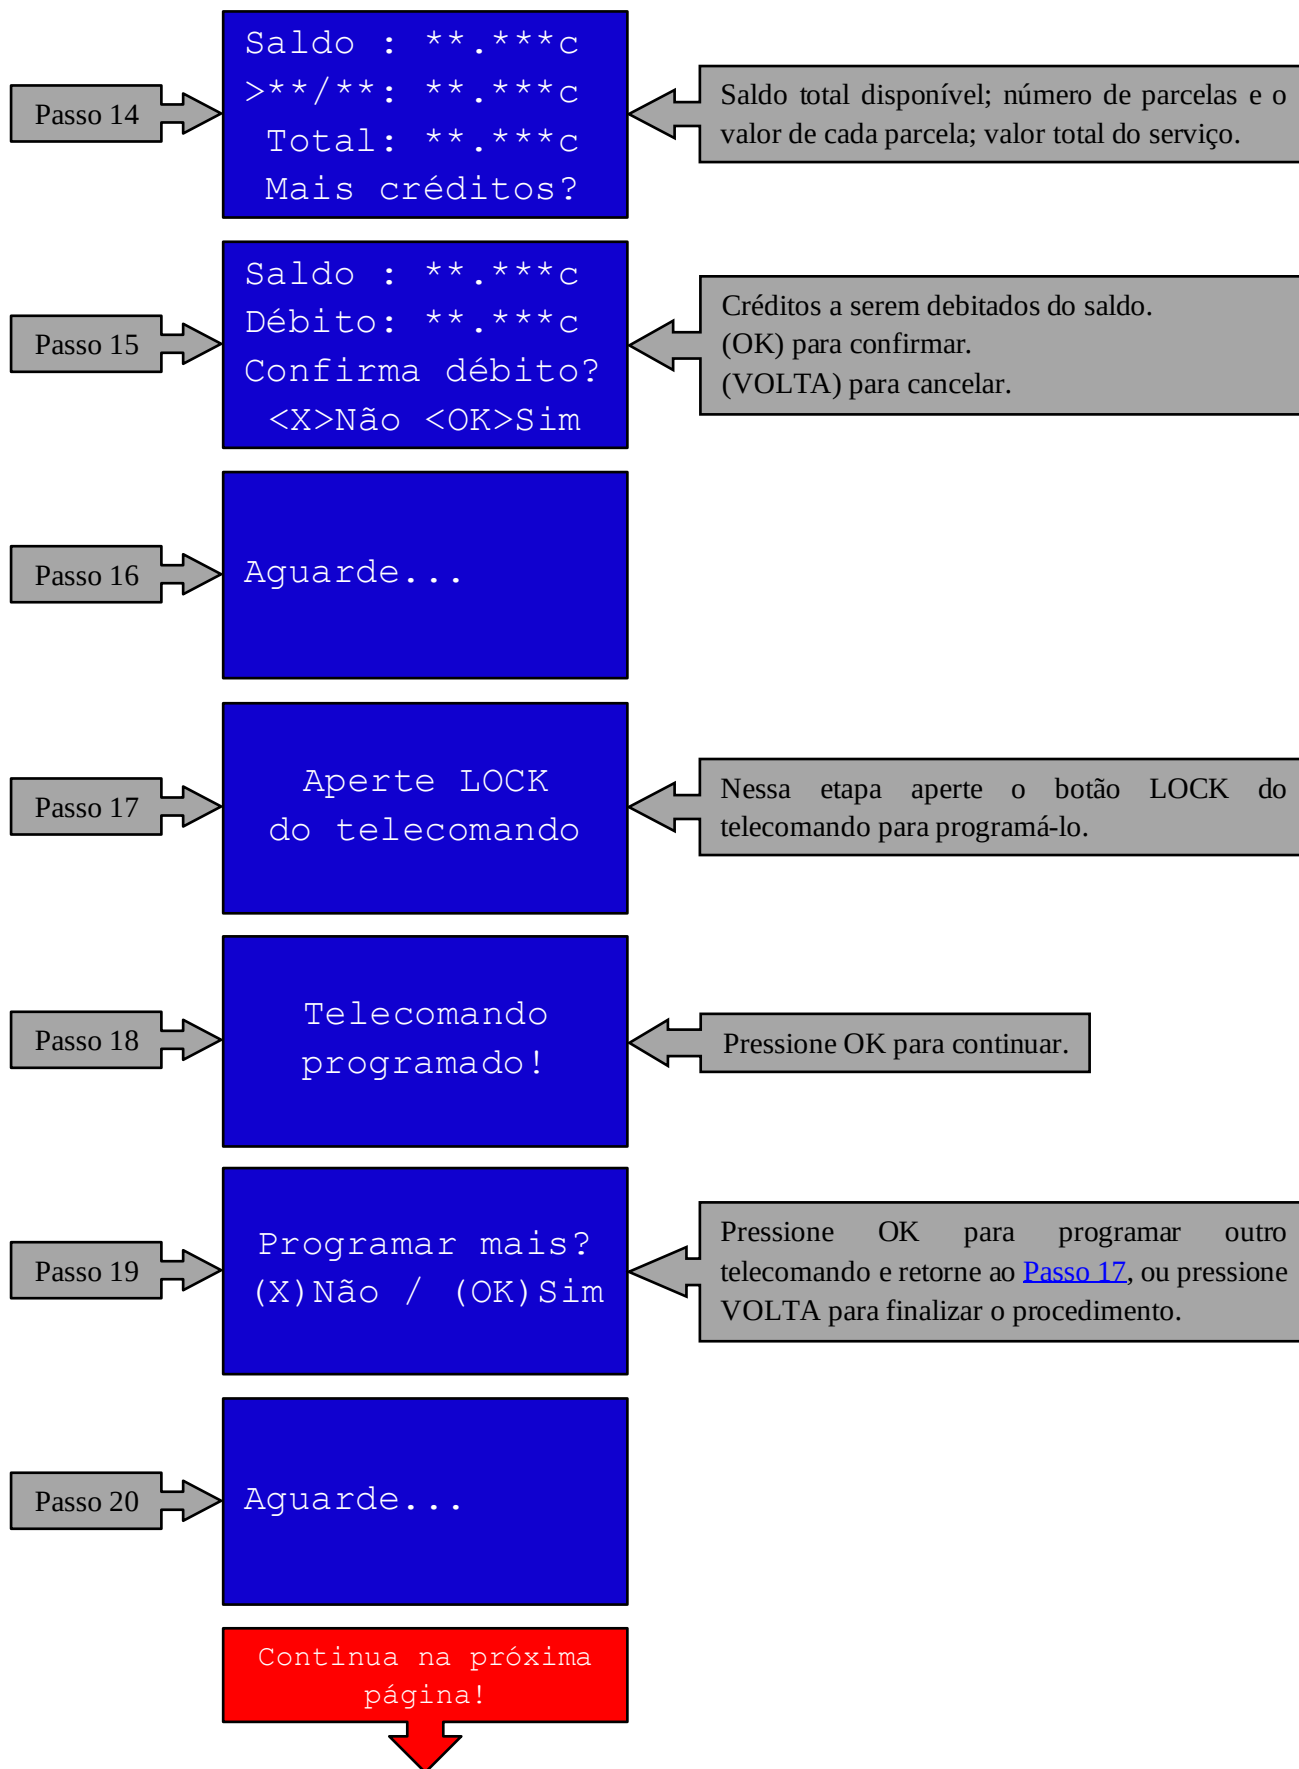 Passo 14
Saldo : **.***c
>**/**: **.***c
Total: **.***c
Mais créditos?
Saldo total disponível; número de parcelas e o
valor de cada parcela; valor total do serviço.
Passo 15
Saldo : **.***c
Débito: **.***c
Confirma débito?
<X>Não <OK>Sim
Créditos a serem debitados do saldo.
(OK) para confirmar.
(VOLTA) para cancelar.
Passo 16
Aguarde...
Passo 17
Aperte LOCK
do telecomando
Nessa etapa aperte o botão LOCK do
telecomando para programá-lo.
Passo 18
Telecomando
programado!
Pressione OK para continuar.
Passo 19
Programar mais?
(X)Não / (OK)Sim
Pressione OK para programar outro
telecomando e retorne ao Passo 17, ou pressione
VOLTA para finalizar o procedimento.
Passo 20
Aguarde...
Continua na próxima
página!